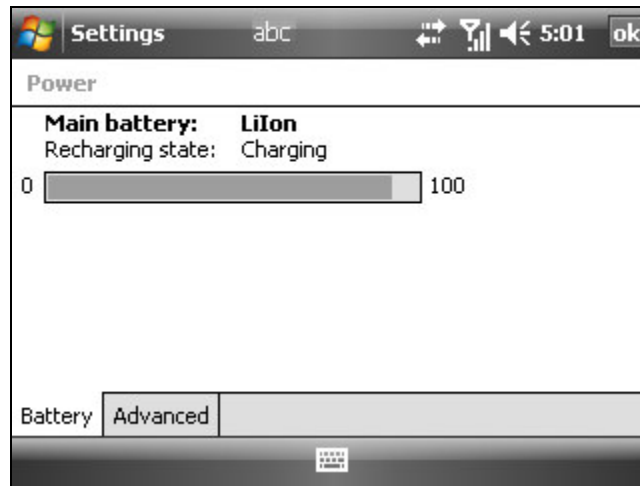 Settings abc 5:01 ok
Power
Main battery: LiIon
Recharging state: Charging
0 100
Battery Advanced